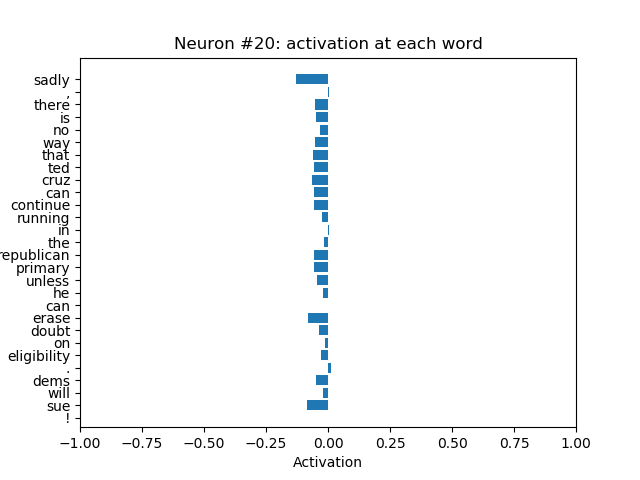 Neuron #20: activation at each word
sadly
,
there
is
no
way
that
ted
cruz
can
continue
running
in
the
republican
primary
unless
he
can
erase
doubt
on
eligibility
.
dems
will
sue
!
−1.00 −0.75 −0.50 −0.25 0.00 0.25 0.50 0.75 1.00
Activation